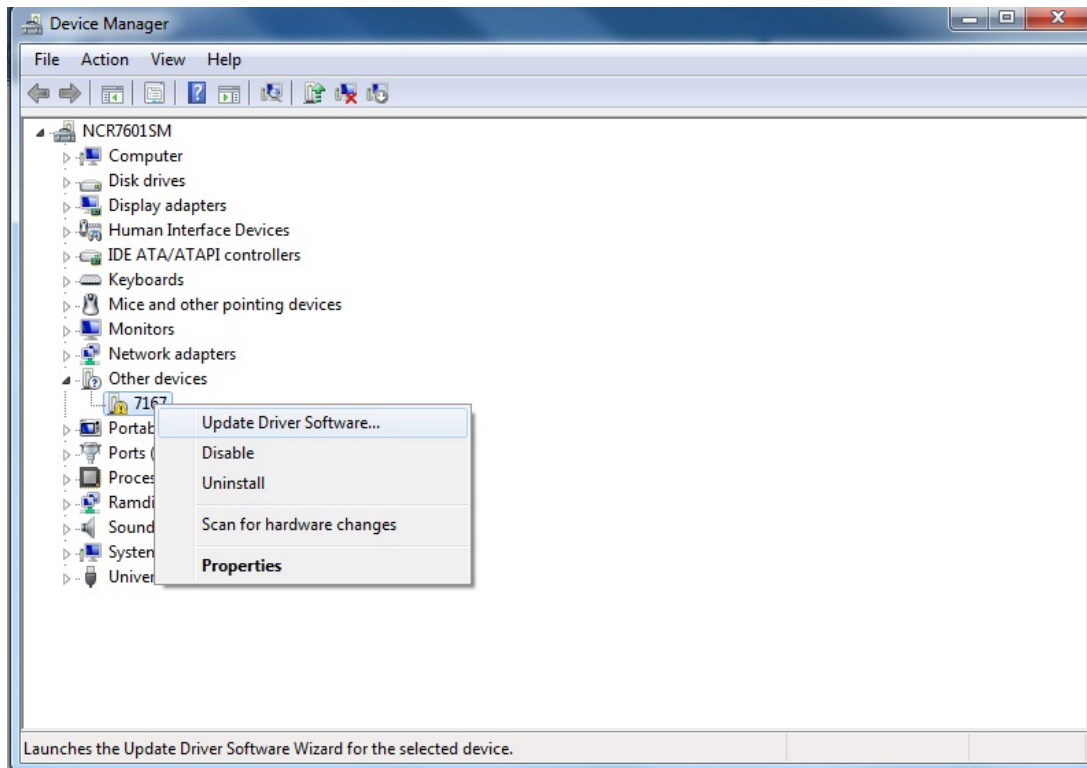 Device Manager
File Action View Help
NCR7601SM
Computer
Disk drives
Display adapters
Human Interface Devices
IDE ATA/ATAPI controllers
Keyboards
Mice and other pointing devices
Monitors
Network adapters
Other devices
7167
Update Driver Software...
Portab
Disable
Ports (
Proces
Uninstall
Ramdi
Sound
Scan for hardware changes
System
Properties
Univer
Launches the Update Driver Software Wizard for the selected device.